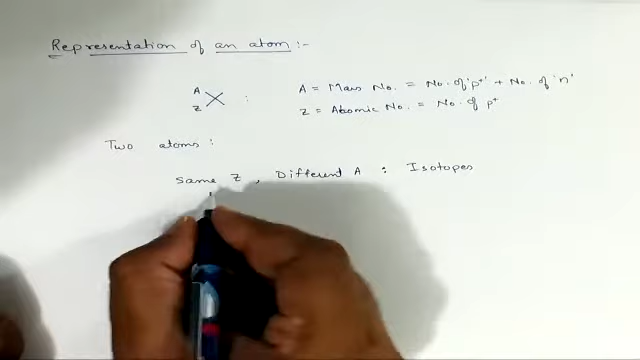 Representation of an atom :-
A
Z X : A = Mass No. = No. of 'p+' + No. of 'n'
Z = Atomic No. = No. of p+
Two atoms :
Same Z , Different A : Isotopes